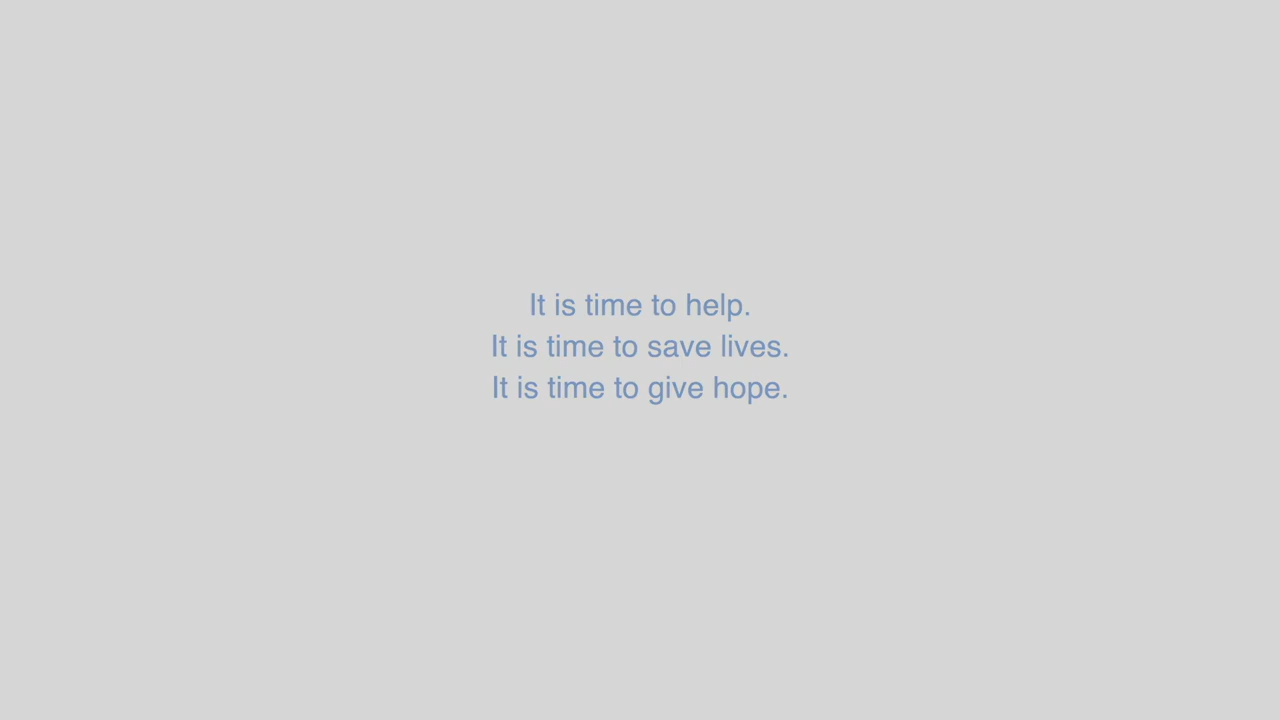 It is time to help.
It is time to save lives.
It is time to give hope.